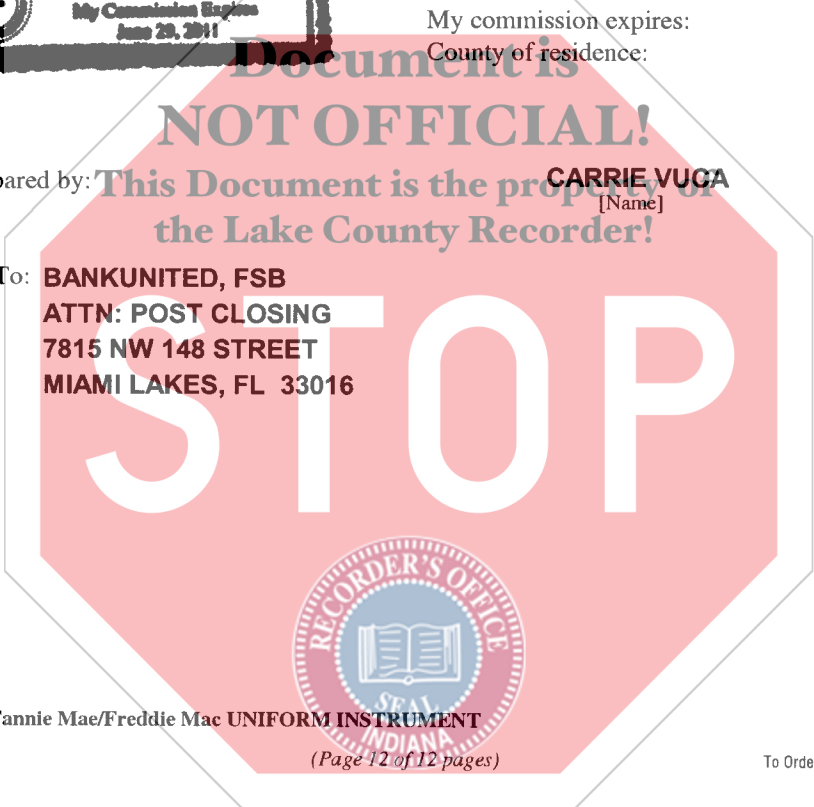 My Commission Expires
June 29, 2011
My commission expires:
County of residence:
Document is
NOT OFFICIAL!
pared by: CARRIE VUGA
[Name]
This Document is the property of
the Lake County Recorder!
To: BANKUNITED, FSB
ATTN: POST CLOSING
7815 NW 148 STREET
MIAMI LAKES, FL 33016
STOP
RECORDER'S OFFICE
SEAL
INDIANA
annie Mae/Freddie Mac UNIFORM INSTRUMENT
(Page 12 of 12 pages)
To Orde